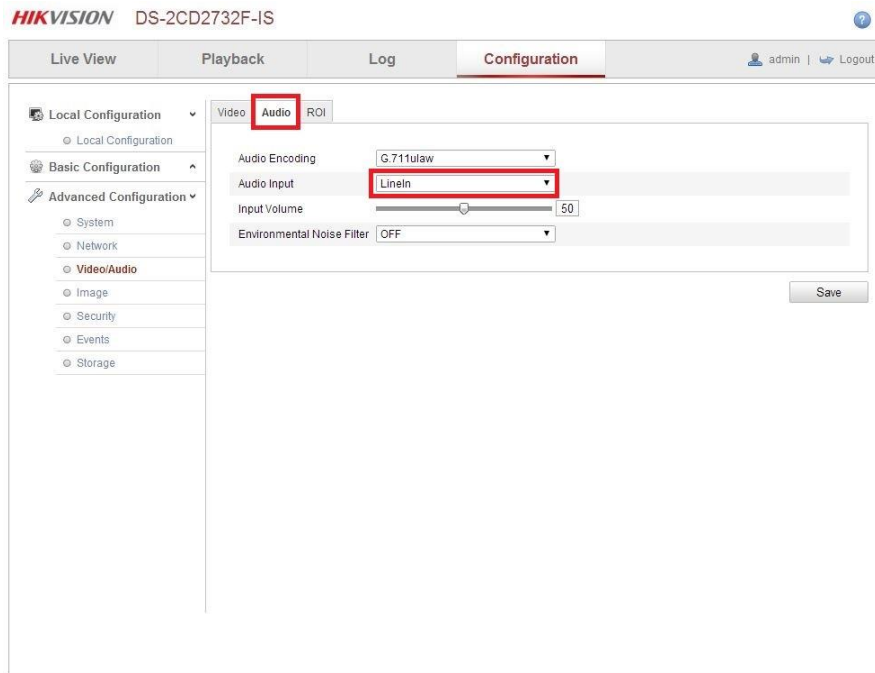 HIKVISION DS-2CD2732F-IS
Live View Playback Log Configuration admin | Logout
Local Configuration
Local Configuration
Basic Configuration
Advanced Configuration
System
Network
Video/Audio
Image
Security
Events
Storage
Video Audio ROI
Audio Encoding G.711ulaw
Audio Input LineIn
Input Volume 50
Environmental Noise Filter OFF
Save